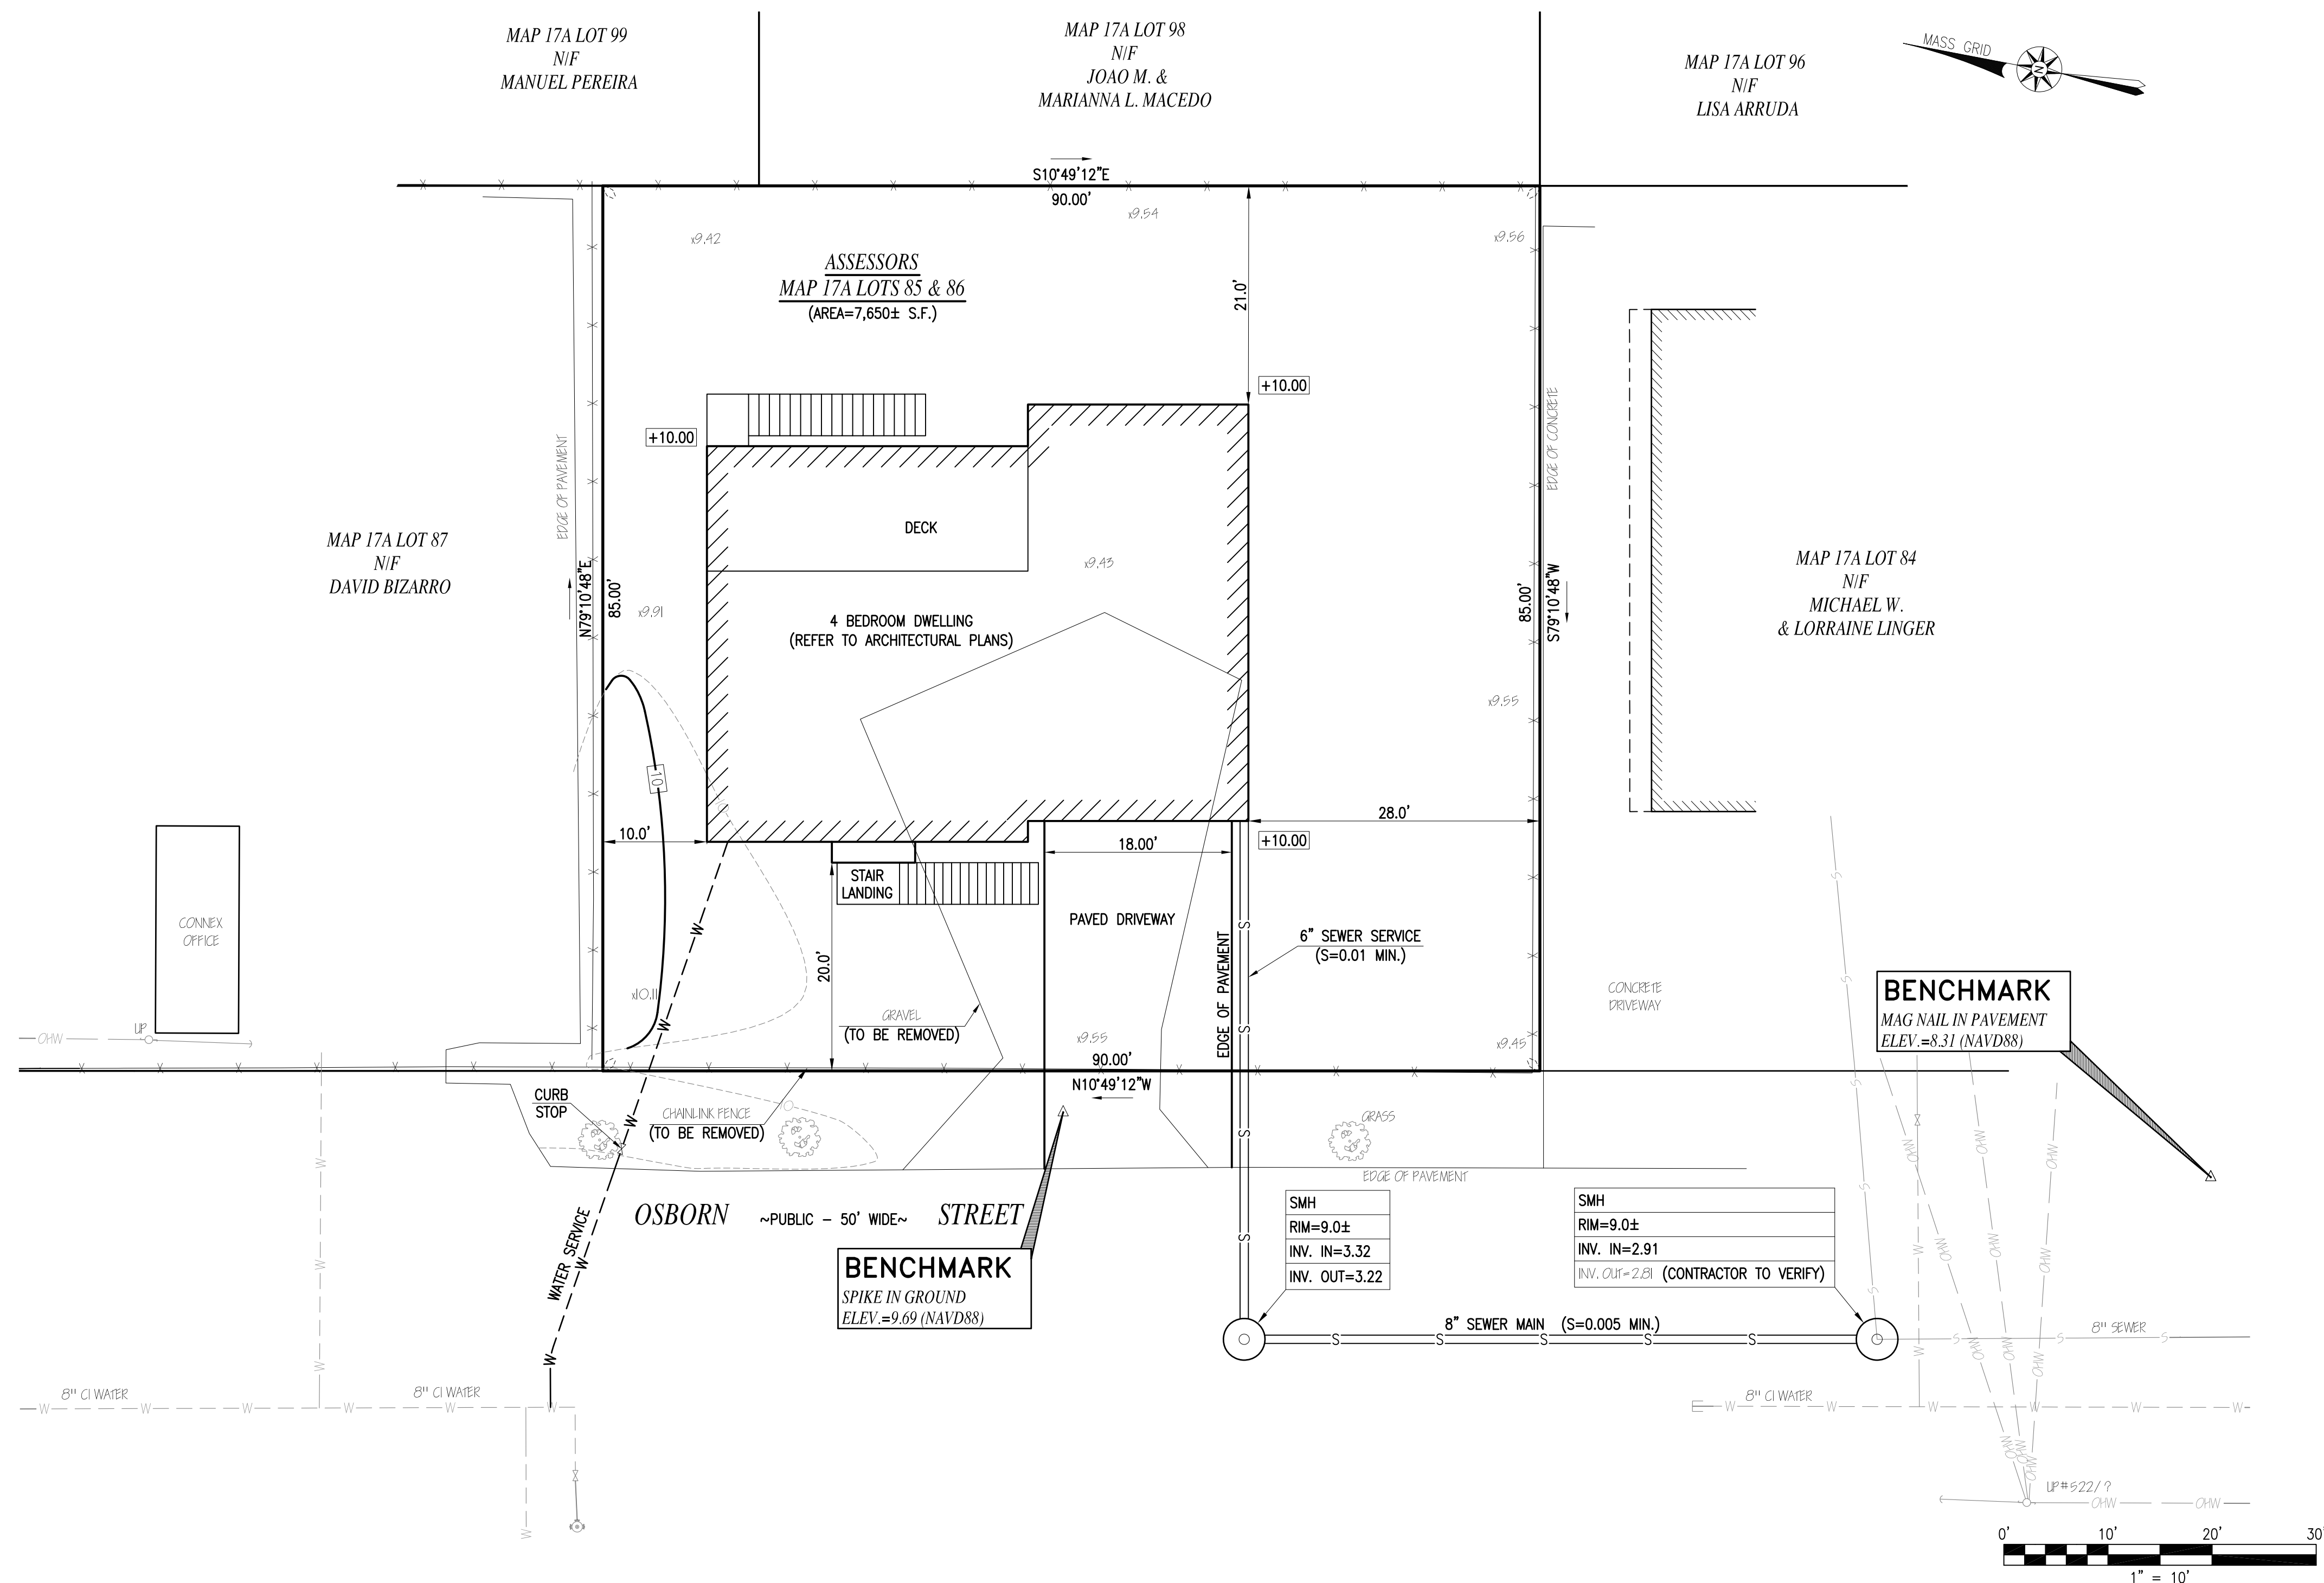 MAP 17A LOT 99
N/F
MANUEL PEREIRA
MAP 17A LOT 98
N/F
JOAO M. &
MARIANNA L. MACEDO
MAP 17A LOT 96
N/F
LISA ARRUDA
MASS GRID
N
S10°49'12"E
90.00'
x9.54
x9.42
x9.56
ASSESSORS
MAP 17A LOTS 85 & 86
(AREA=7,650± S.F.)
21.0'
+10.00
+10.00
EDGE OF PAVEMENT
EDGE OF CONCRETE
DECK
MAP 17A LOT 87
N/F
DAVID BIZARRO
N79°10'48"E
85.00'
x9.91
x9.43
4 BEDROOM DWELLING
(REFER TO ARCHITECTURAL PLANS)
85.00'
S79°10'48"W
MAP 17A LOT 84
N/F
MICHAEL W.
& LORRAINE LINGER
x9.55
10
10
10.0'
28.0'
18.00'
+10.00
STAIR
LANDING
PAVED DRIVEWAY
CONNEX
OFFICE
20.0'
EDGE OF PAVEMENT
6" SEWER SERVICE
(S=0.01 MIN.)
x10.11
GRAVEL
(TO BE REMOVED)
CONCRETE
DRIVEWAY
BENCHMARK
MAG NAIL IN PAVEMENT
ELEV.=8.31 (NAVD88)
OHW
UP
x9.55
x9.45
90.00'
N10°49'12"W
CURB
STOP
CHAINLINK FENCE
(TO BE REMOVED)
10
GRASS
EDGE OF PAVEMENT
OSBORN ~PUBLIC - 50' WIDE~ STREET
WATER SERVICE
BENCHMARK
SPIKE IN GROUND
ELEV.=9.69 (NAVD88)
SMH
RIM=9.0±
INV. IN=3.32
INV. OUT=3.22
SMH
RIM=9.0±
INV. IN=2.91
INV. OUT=2.81 (CONTRACTOR TO VERIFY)
8" SEWER MAIN (S=0.005 MIN.)
8" SEWER
8" CI WATER
8" CI WATER
8" CI WATER
UP#522/?
OHW OHW
0' 10' 20' 30'
1" = 10'